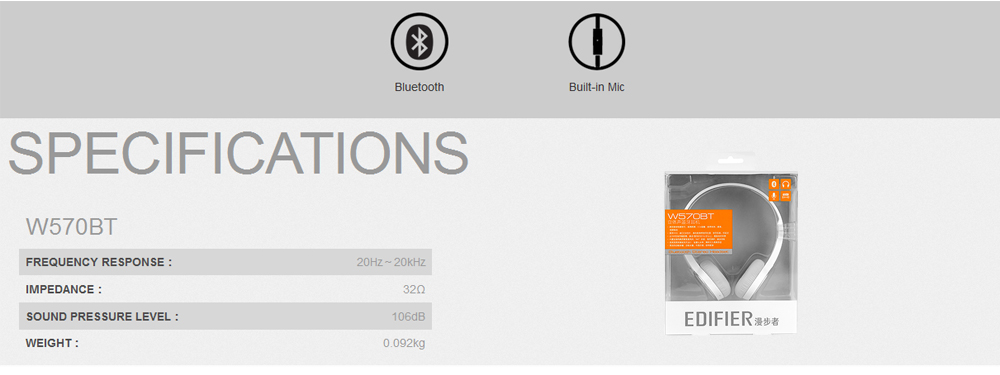 Bluetooth
Built-in Mic
SPECIFICATIONS
W570BT
FREQUENCY RESPONSE : 20Hz~20kHz
IMPEDANCE : 32Ω
SOUND PRESSURE LEVEL : 106dB
WEIGHT : 0.092kg
W570BT
EDIFIER 漫步者